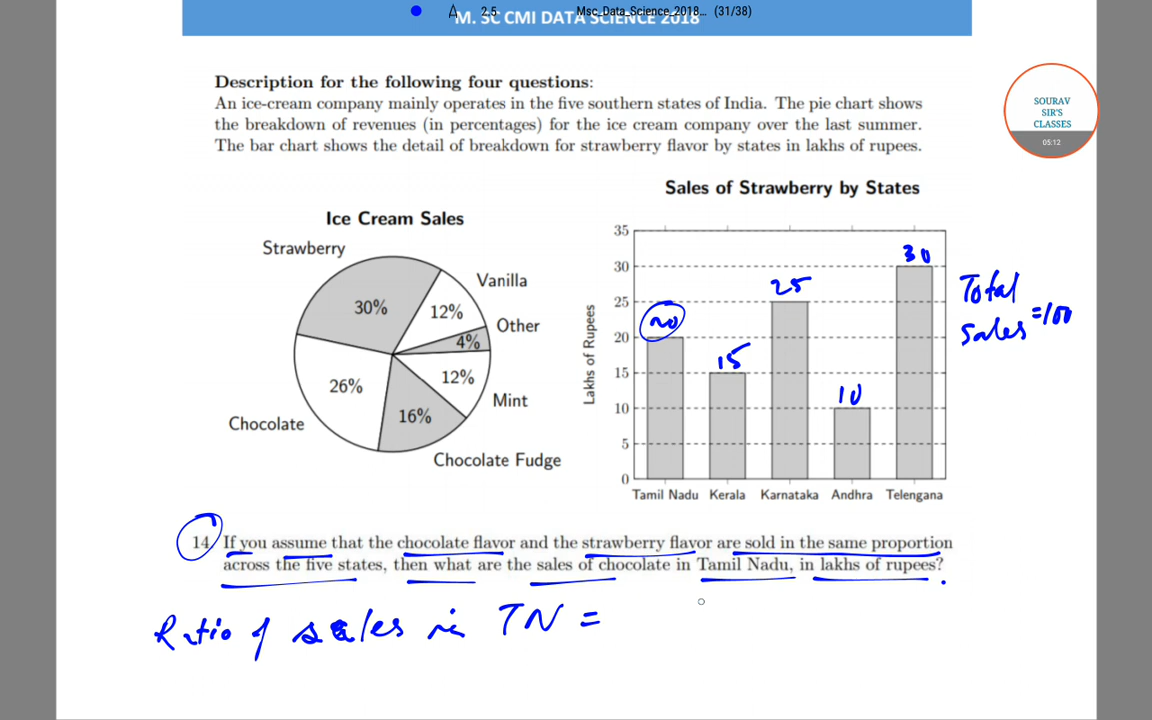 A 2.5 Msc_Data_Science_2018... (31/38)
M. SC CMI DATA SCIENCE 2018
SOURAV
SIR'S
CLASSES
05:12
Description for the following four questions:
An ice-cream company mainly operates in the five southern states of India. The pie chart shows
the breakdown of revenues (in percentages) for the ice cream company over the last summer.
The bar chart shows the detail of breakdown for strawberry flavor by states in lakhs of rupees.
Ice Cream Sales
Strawberry
30%
Vanilla
12%
Other
4%
12%
Mint
16%
Chocolate Fudge
26%
Chocolate
Sales of Strawberry by States
Lakhs of Rupees
35
30
25
20
15
10
5
0
20
15
25
10
30
Tamil Nadu Kerala Karnataka Andhra Telengana
Total
Sales =100
14. If you assume that the chocolate flavor and the strawberry flavor are sold in the same proportion
across the five states, then what are the sales of chocolate in Tamil Nadu, in lakhs of rupees?
Ratio of sales in TN =